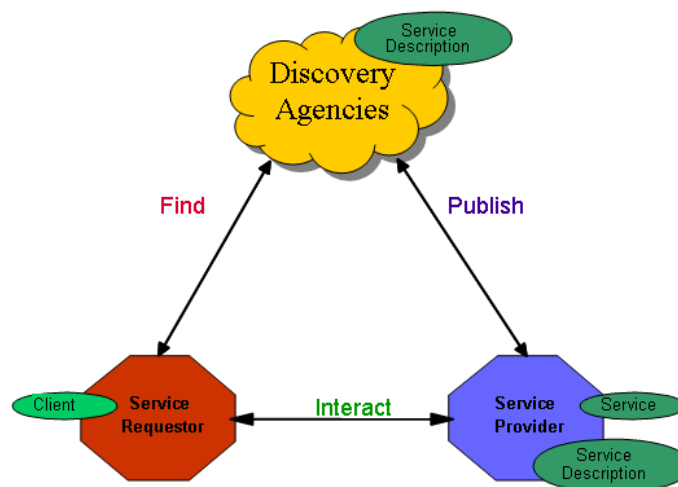 Service
Description
Discovery
Agencies
Find
Publish
Client
Service
Requestor
Interact
Service
Provider
Service
Service
Description